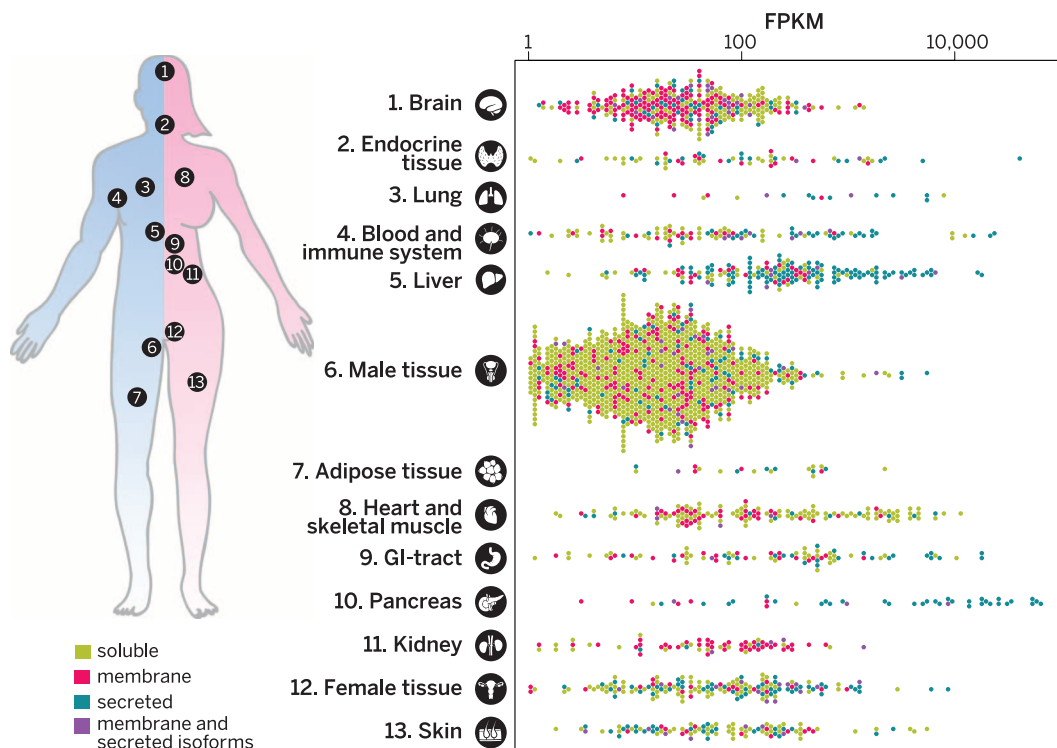 FPKM
1
100
10,000
1
2
3
4
8
5
9
10
11
12
6
13
7
1. Brain
2. Endocrine
tissue
3. Lung
4. Blood and
immune system
5. Liver
6. Male tissue
7. Adipose tissue
8. Heart and
skeletal muscle
9. GI-tract
10. Pancreas
11. Kidney
12. Female tissue
13. Skin
soluble
membrane
secreted
membrane and
secreted isoforms